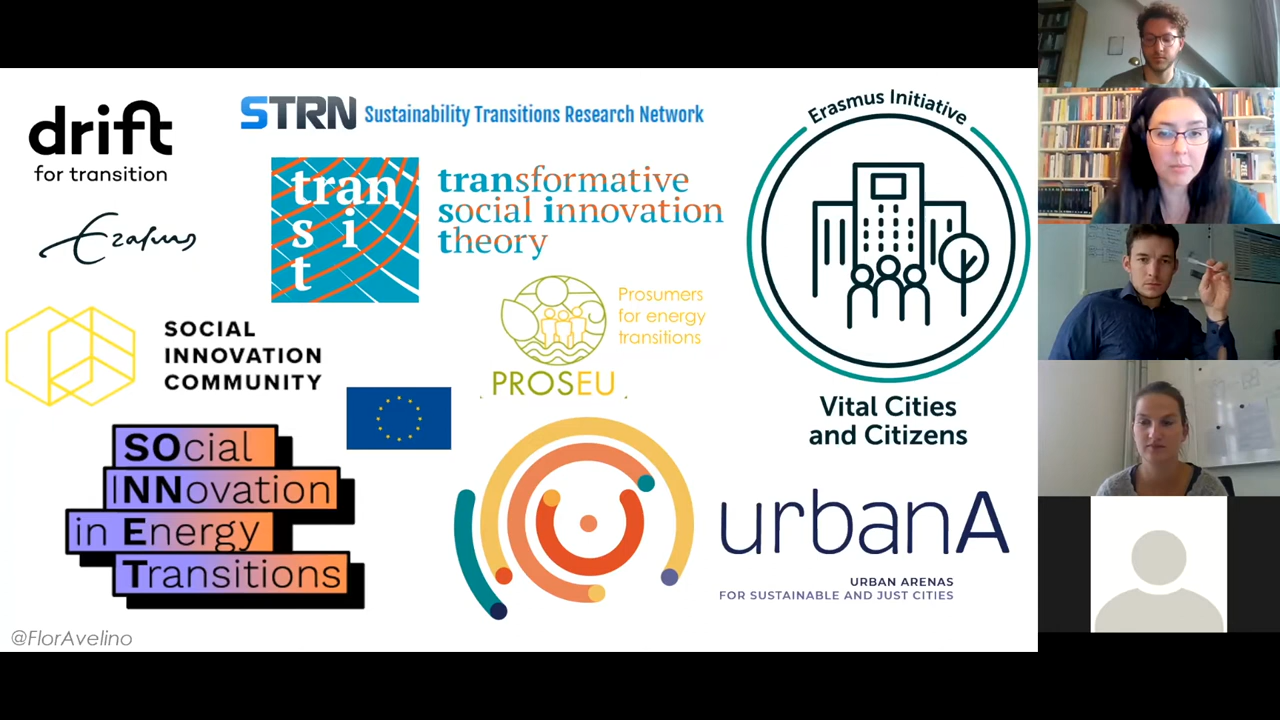 drift
for transition
Erasmus
STRN Sustainability Transitions Research Network
tran
s i
t
transformative
social innovation
theory
Erasmus Initiative
Vital Cities
and Citizens
SOCIAL
INNOVATION
COMMUNITY
Prosumers
for energy
transitions
PROSEU
SOcial
INNovation
in Energy
Transitions
urbanA
URBAN ARENAS
FOR SUSTAINABLE AND JUST CITIES
@FlorAvelino